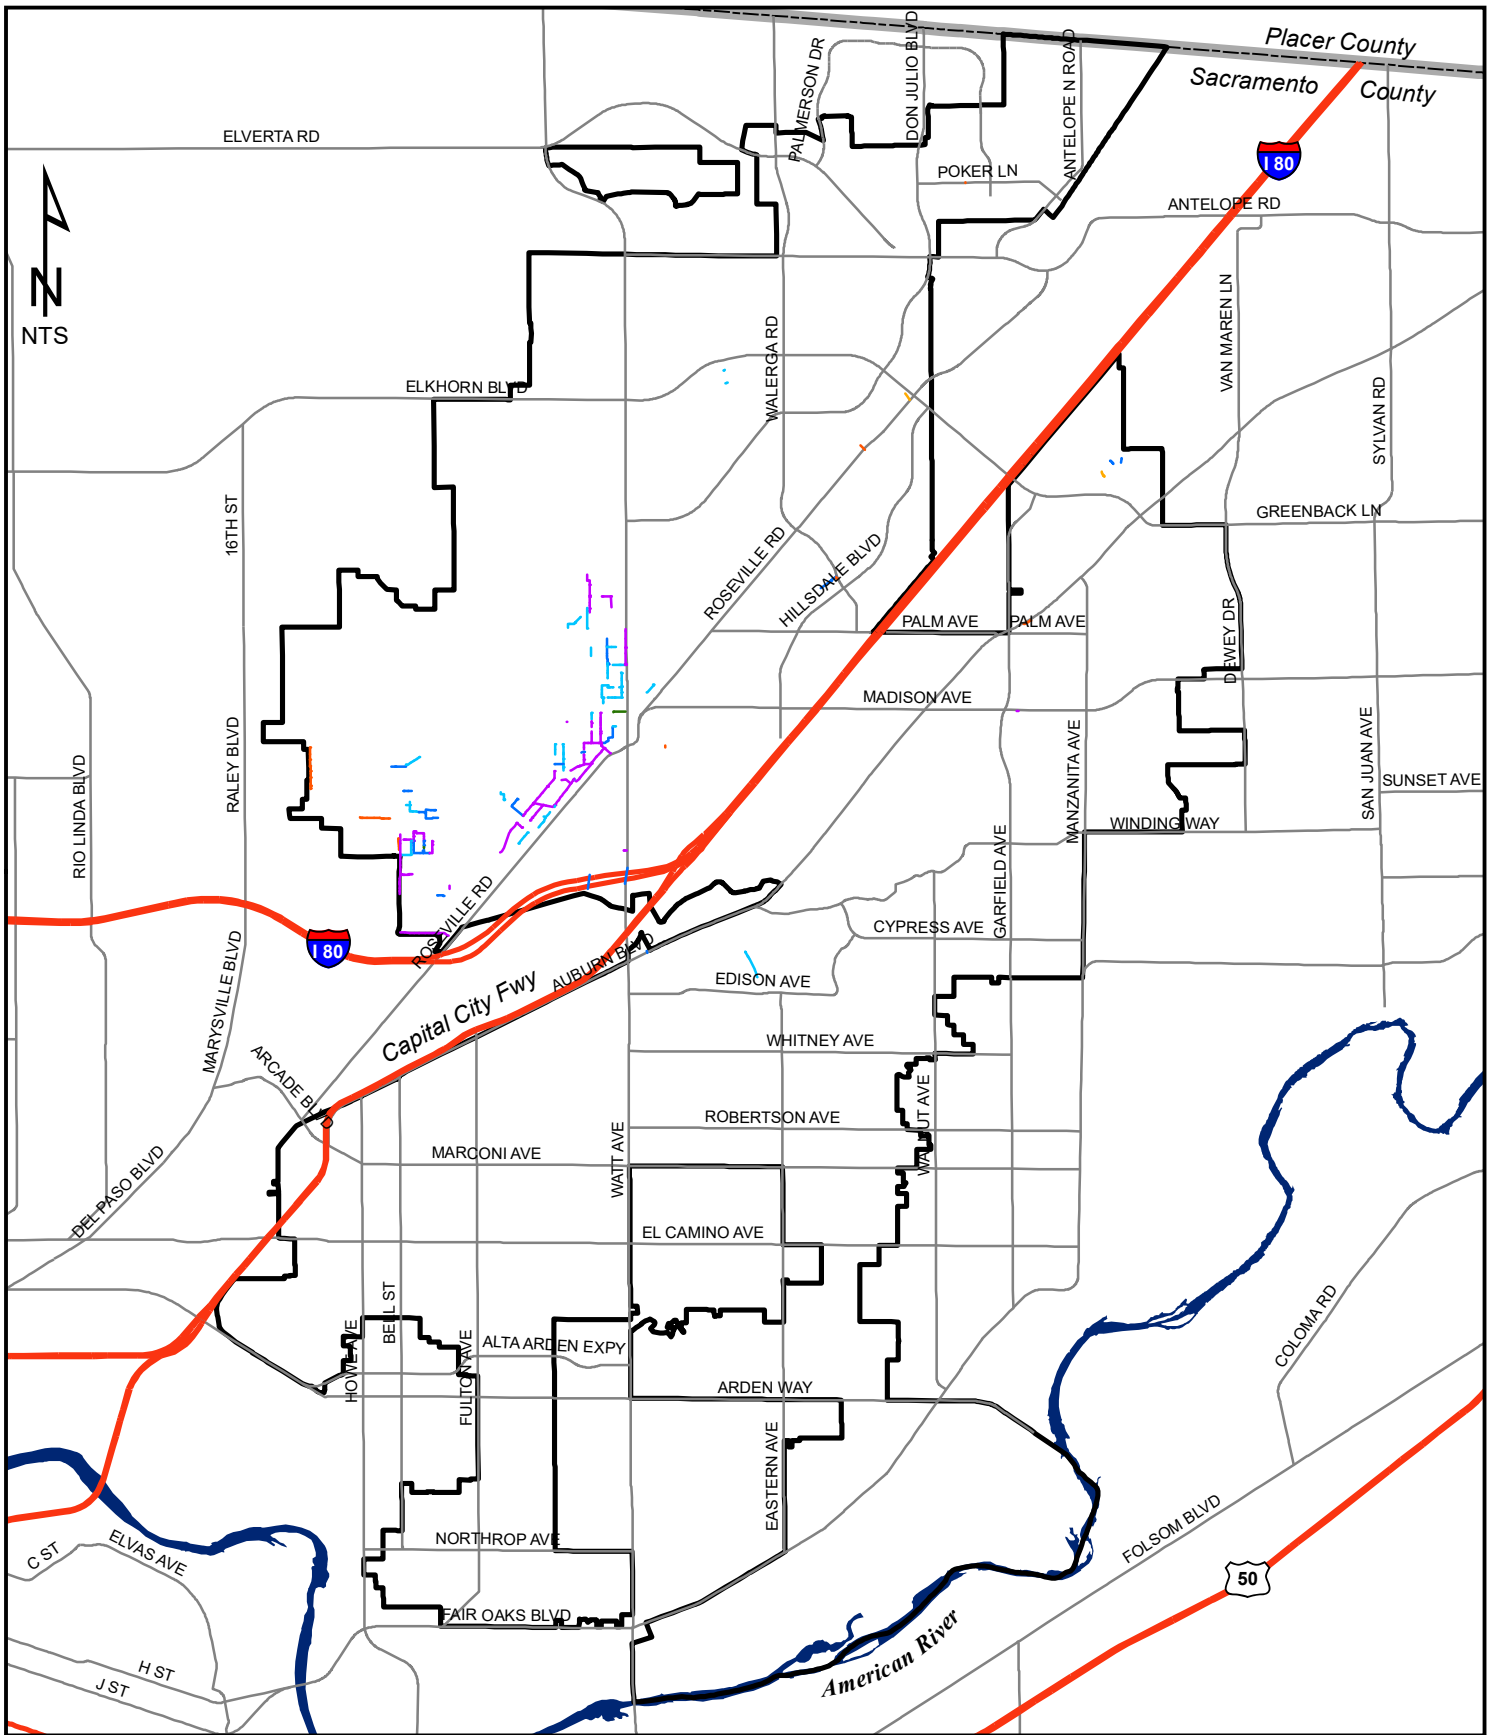 Placer County
Sacramento County
PALMERSON DR
DON JULIO BLVD
ANTELOPE N ROAD
ELVERTA RD
I 80
POKER LN
ANTELOPE RD
N
NTS
WALERGA RD
VAN MAREN LN
SYLVAN RD
ELKHORN BLVD
16TH ST
GREENBACK LN
ROSEVILLE RD
HILLSDALE BLVD
PALM AVE
PALM AVE
DEWEY DR
MADISON AVE
RALEY BLVD
RIO LINDA BLVD
MANZANITA AVE
SAN JUAN AVE
SUNSET AVE
WINDING WAY
GARFIELD AVE
ROSEVILLE RD
CYPRESS AVE
I 80
AUBURN BLVD
EDISON AVE
MARYSVILLE BLVD
Capital City Fwy
WHITNEY AVE
ARCADE BLVD
WALNUT AVE
ROBERTSON AVE
MARCONI AVE
WATT AVE
DEL PASO BLVD
EL CAMINO AVE
BELL ST
HOWE AVE
FULTON AVE
ALTA ARDEN EXPY
COLOMA RD
ARDEN WAY
EASTERN AVE
NORTHROP AVE
C ST
ELVAS AVE
FOLSOM BLVD
50
FAIR OAKS BLVD
American River
H ST
J ST